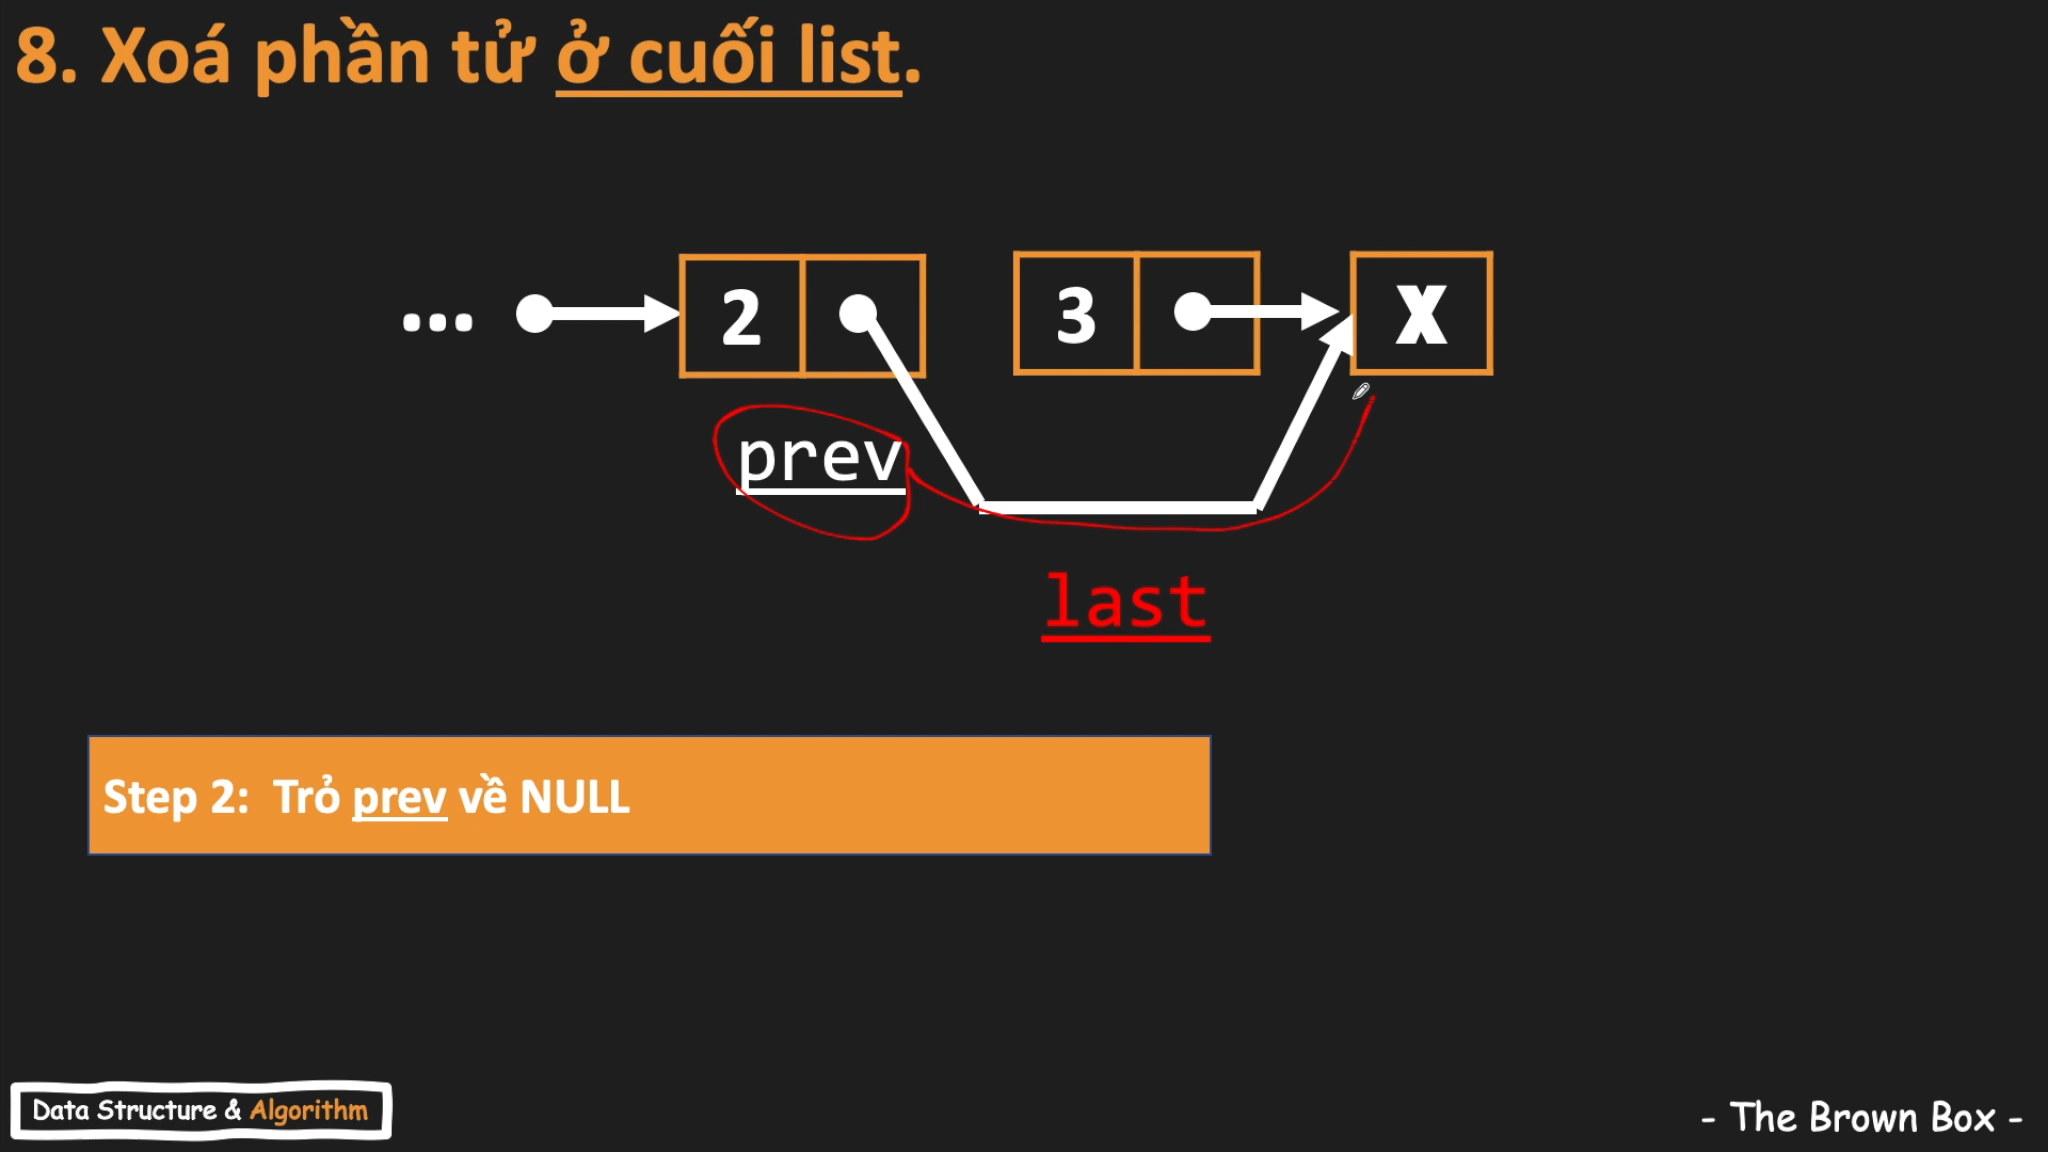 8. Xoá phần tử ở cuối list.
... 2 3 X
prev
last
Step 2: Trỏ prev về NULL
Data Structure & Algorithm
- The Brown Box -